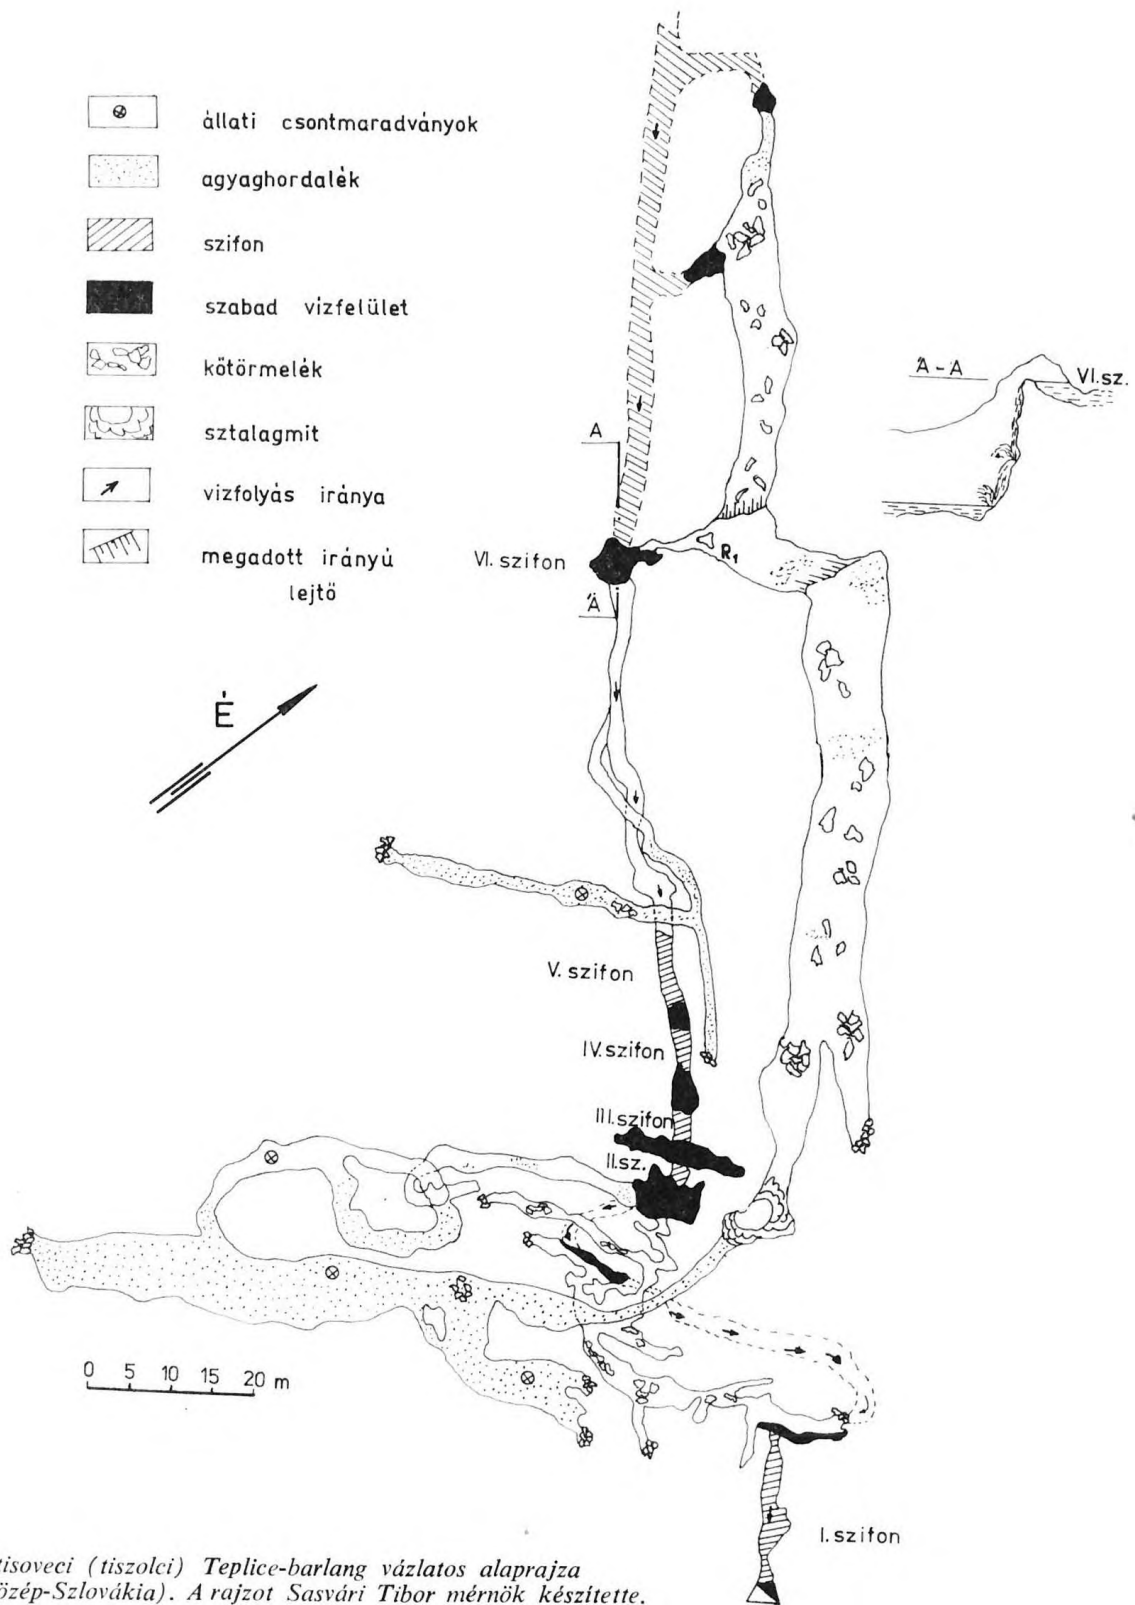 állati csontmaradványok
agyaghordalék
szifon
szabad vízfelület
kőtörmelék
sztalagmit
vizfolyás iránya
megadott irányú
lejtő
É
A
VI. szifon
Á
R₁
Á - A
VI. sz.
V. szifon
IV. szifon
III. szifon
II. sz.
0 5 10 15 20 m
I. szifon
tisoveci (tiszolci) Teplice-barlang vázlatos alaprajza
özép-Szlovákia). A rajzot Sasvári Tibor mérnök készítette.